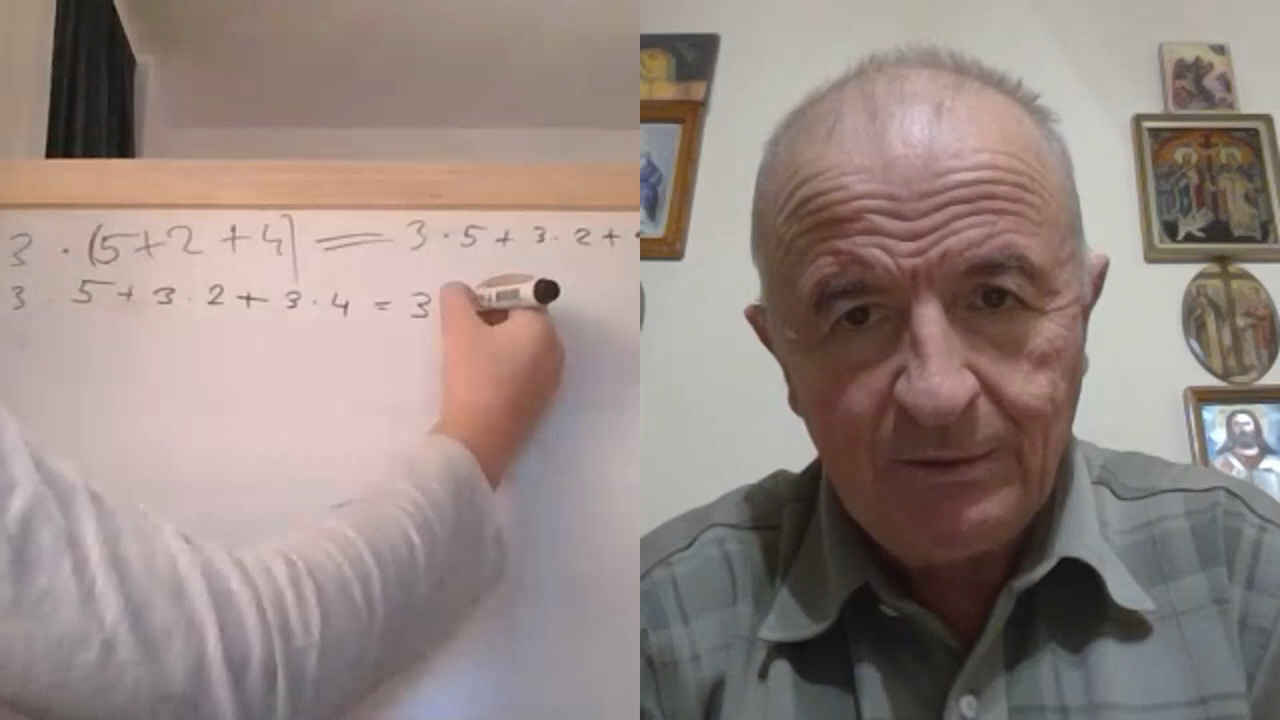 3 · (5+2+4) = 3 · 5 + 3 · 2 +
3 · 5 + 3 · 2 + 3 · 4 = 3